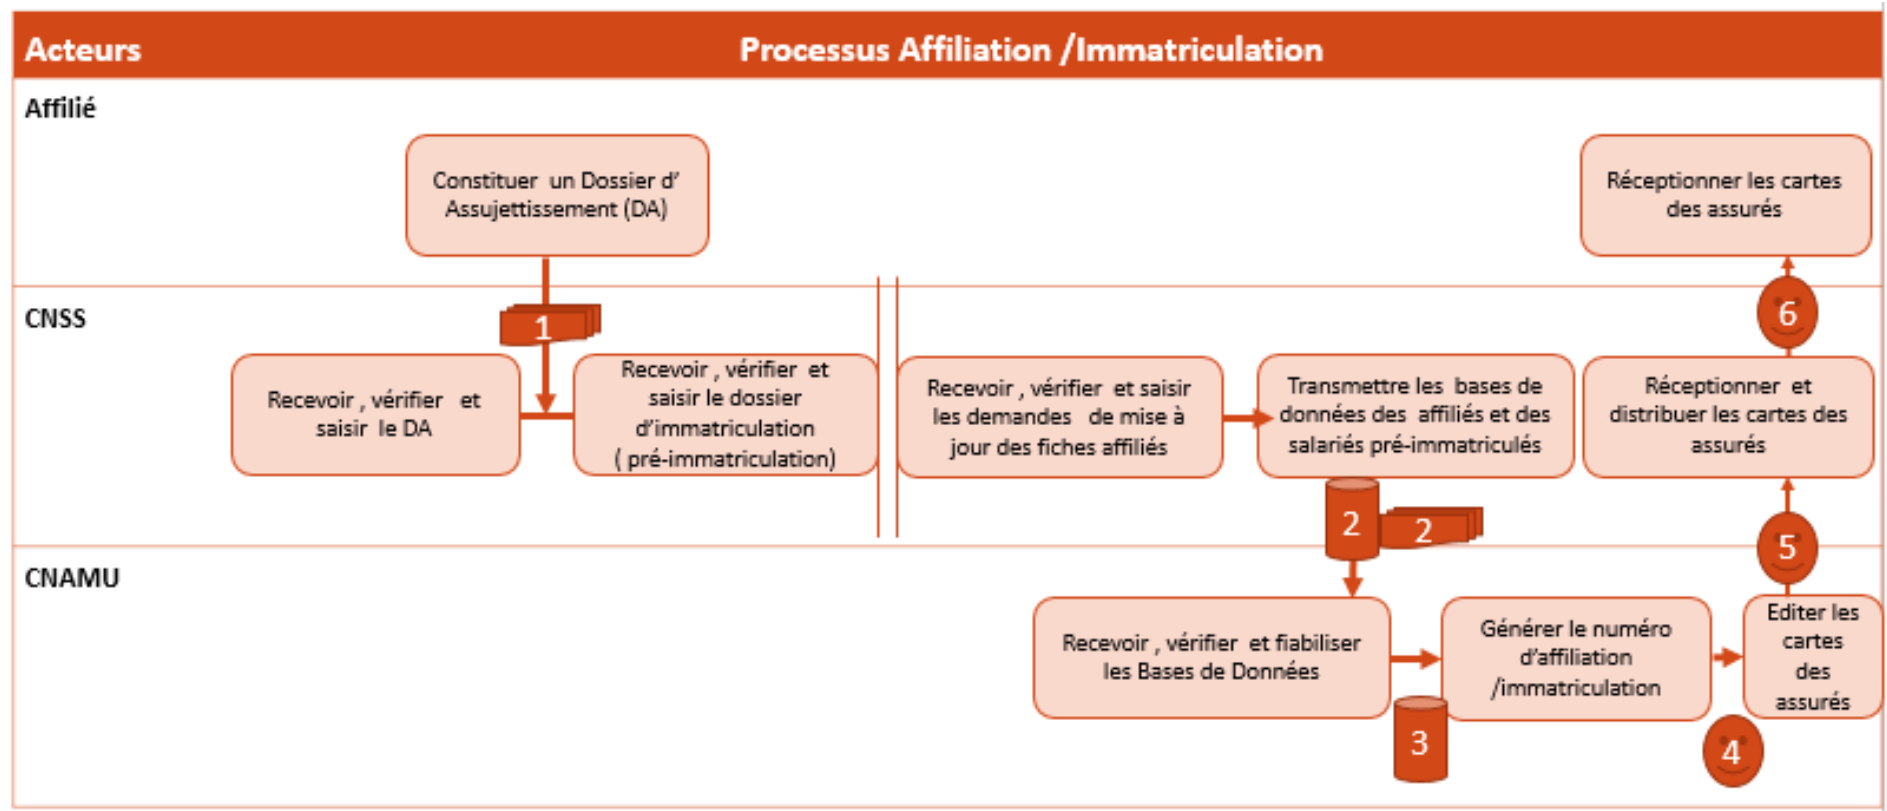 Acteurs
Processus Affiliation /Immatriculation
Affilié
Constituer un Dossier d’
Assujettissement (DA)
Réceptionner les cartes
des assurés
CNSS
1
6
Recevoir , vérifier et
saisir le DA
Recevoir , vérifier et
saisir le dossier
d’immatriculation
( pré-immatriculation)
Recevoir , vérifier et saisir
les demandes de mise à
jour des fiches affiliés
Transmettre les bases de
données des affiliés et des
salariés pré-immatriculés
Réceptionner et
distribuer les cartes des
assurés
2
2
5
CNAMU
Recevoir , vérifier et fiabiliser
les Bases de Données
Générer le numéro
d’affiliation
/immatriculation
Editer les
cartes
des
assurés
3
4